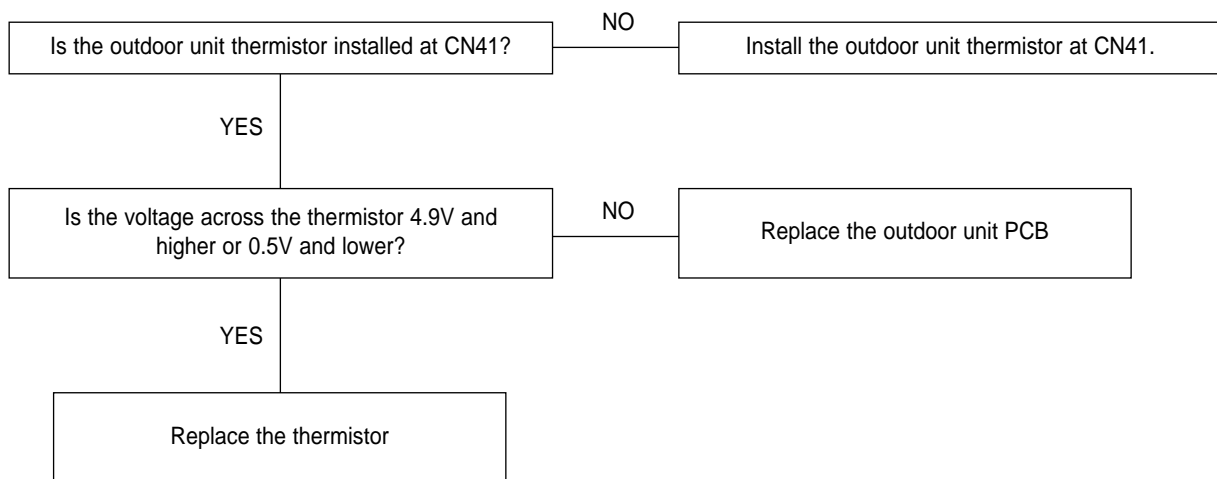 Is the outdoor unit thermistor installed at CN41?
NO
Install the outdoor unit thermistor at CN41.
YES
Is the voltage across the thermistor 4.9V and
higher or 0.5V and lower?
NO
Replace the outdoor unit PCB
YES
Replace the thermistor